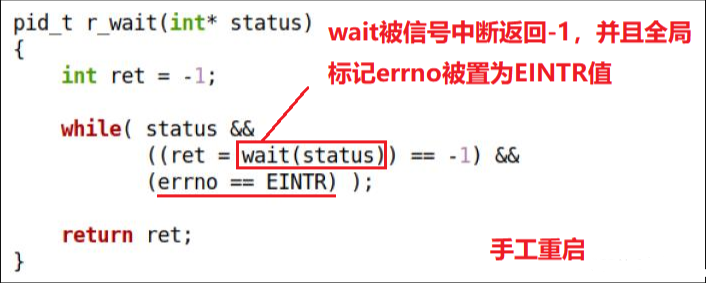 pid_t r_wait(int* status)
{
    int ret = -1;
    while( status &&
           ((ret = wait(status)) == -1) &&
           (errno == EINTR) );
    return ret;
}
wait被信号中断返回-1，并且全局
标记errno被置为EINTR值
手工重启